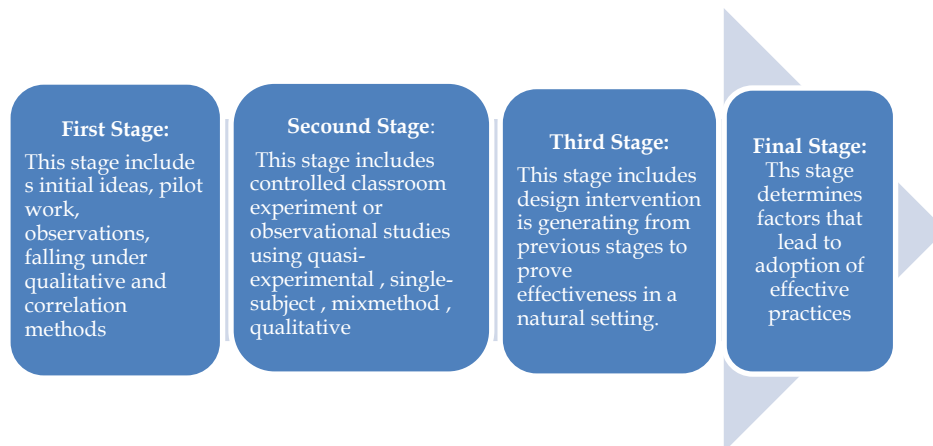 First Stage:
This stage include
s initial ideas, pilot
work,
observations,
falling under
qualitative and
correlation
methods
Secound Stage:
This stage includes
controlled classroom
experiment or
observational studies
using quasi-
experimental , single-
subject , mixmethod ,
qualitative
Third Stage:
This stage includes
design intervention
is generating from
previous stages to
prove
effectiveness in a
natural setting.
Final Stage:
Ths stage
determines
factors that
lead to
adoption of
effective
practices